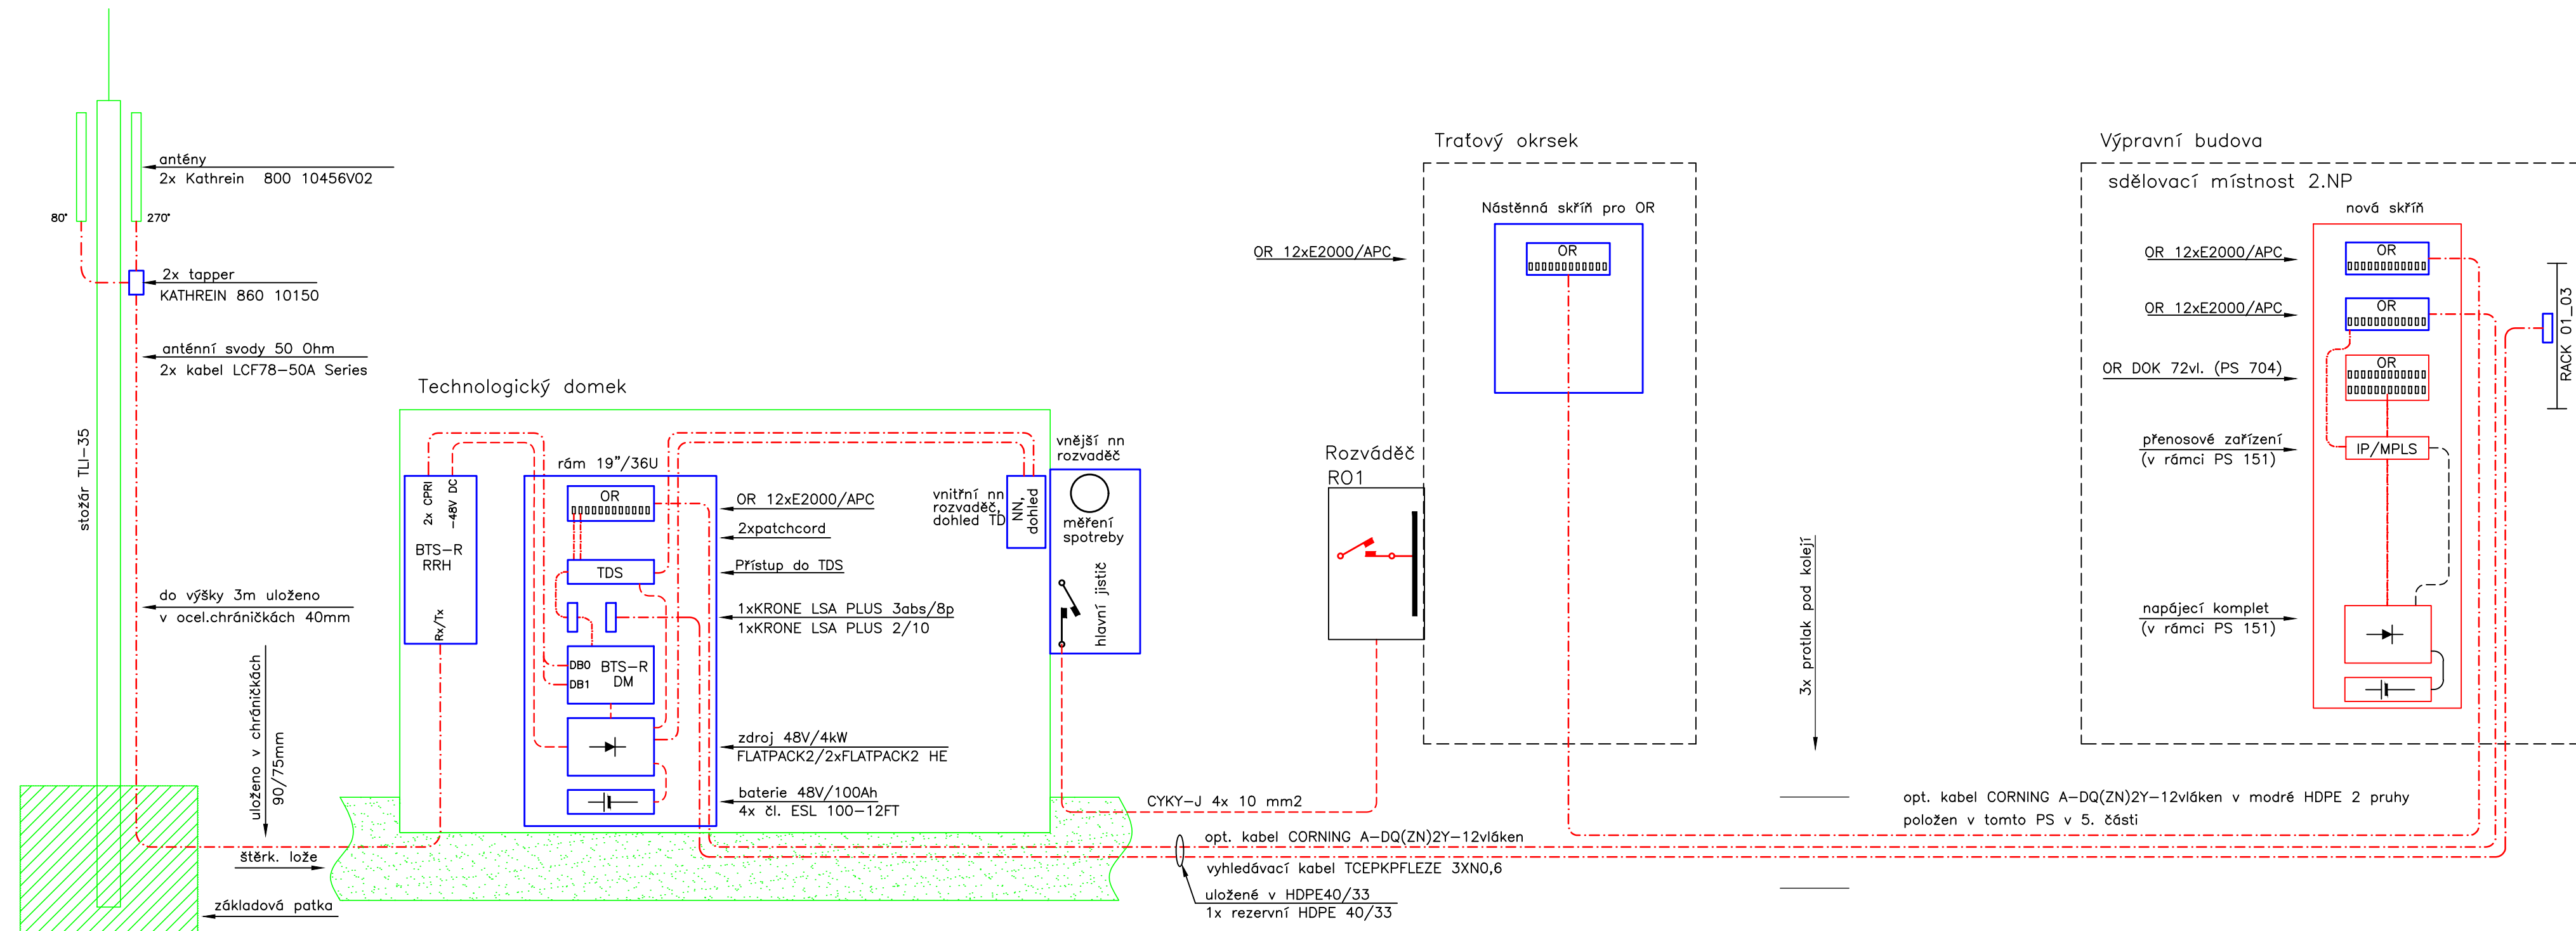 antény
2x Kathrein 800 10456V02
80°
270°
2x tapper
KATHREIN 860 10150
anténní svody 50 Ohm
2x kabel LCF78-50A Series
stožár TLI-35
do výšky 3m uloženo
v ocel.chráničkách 40mm
uloženo v chráničkách
90/75mm
štěrk. lože
základová patka
Technologický domek
2x CPRI
-48V DC
BTS-R
RRH
Rx/Tx
rám 19"/36U
OR
TDS
DB0
DB1
BTS-R
DM
OR 12xE2000/APC
2xpatchcord
Přístup do TDS
1xKRONE LSA PLUS 3abs/8p
1xKRONE LSA PLUS 2/10
zdroj 48V/4kW
FLATPACK2/2xFLATPACK2 HE
baterie 48V/100Ah
4x čl. ESL 100-12FT
vnitřní nn
rozvaděč,
dohled TD
NN,
dohled
vnější nn
rozvaděč
měření
spotreby
hlavní jistič
Rozváděč
RO1
CYKY-J 4x 10 mm2
opt. kabel CORNING A-DQ(ZN)2Y-12vláken
vyhledávací kabel TCEPKPFLEZE 3XN0,6
uložené v HDPE40/33
1x rezervní HDPE 40/33
Traťový okrsek
Nástěnná skříň pro OR
OR 12xE2000/APC
OR
3x protlak pod kolejí
opt. kabel CORNING A-DQ(ZN)2Y-12vláken v modré HDPE 2 pruhy
položen v tomto PS v 5. části
Výpravní budova
sdělovací místnost 2.NP
nová skříň
OR 12xE2000/APC
OR
OR 12xE2000/APC
OR
OR DOK 72vl. (PS 704)
OR
přenosové zařízení
(v rámci PS 151)
IP/MPLS
napájecí komplet
(v rámci PS 151)
RACK 01_03